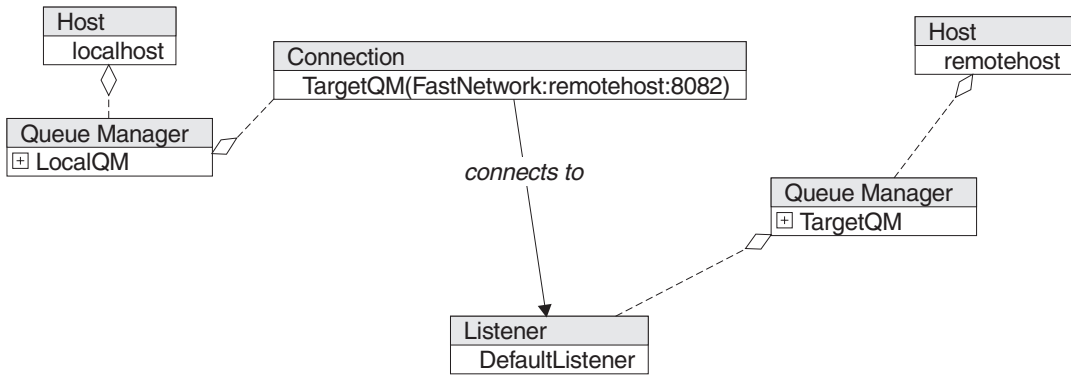 Host
localhost
Connection
TargetQM(FastNetwork:remotehost:8082)
Host
remotehost
Queue Manager
LocalQM
connects to
Queue Manager
TargetQM
Listener
DefaultListener